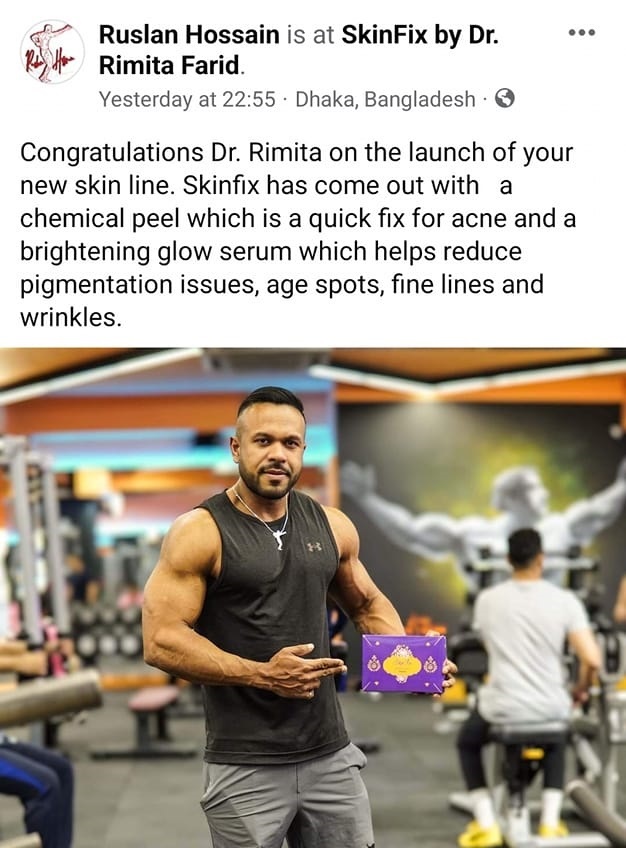 Ruslan Hossain is at SkinFix by Dr.
Rimita Farid.
Yesterday at 22:55 · Dhaka, Bangladesh ·
Congratulations Dr. Rimita on the launch of your
new skin line. Skinfix has come out with   a
chemical peel which is a quick fix for acne and a
brightening glow serum which helps reduce
pigmentation issues, age spots, fine lines and
wrinkles.